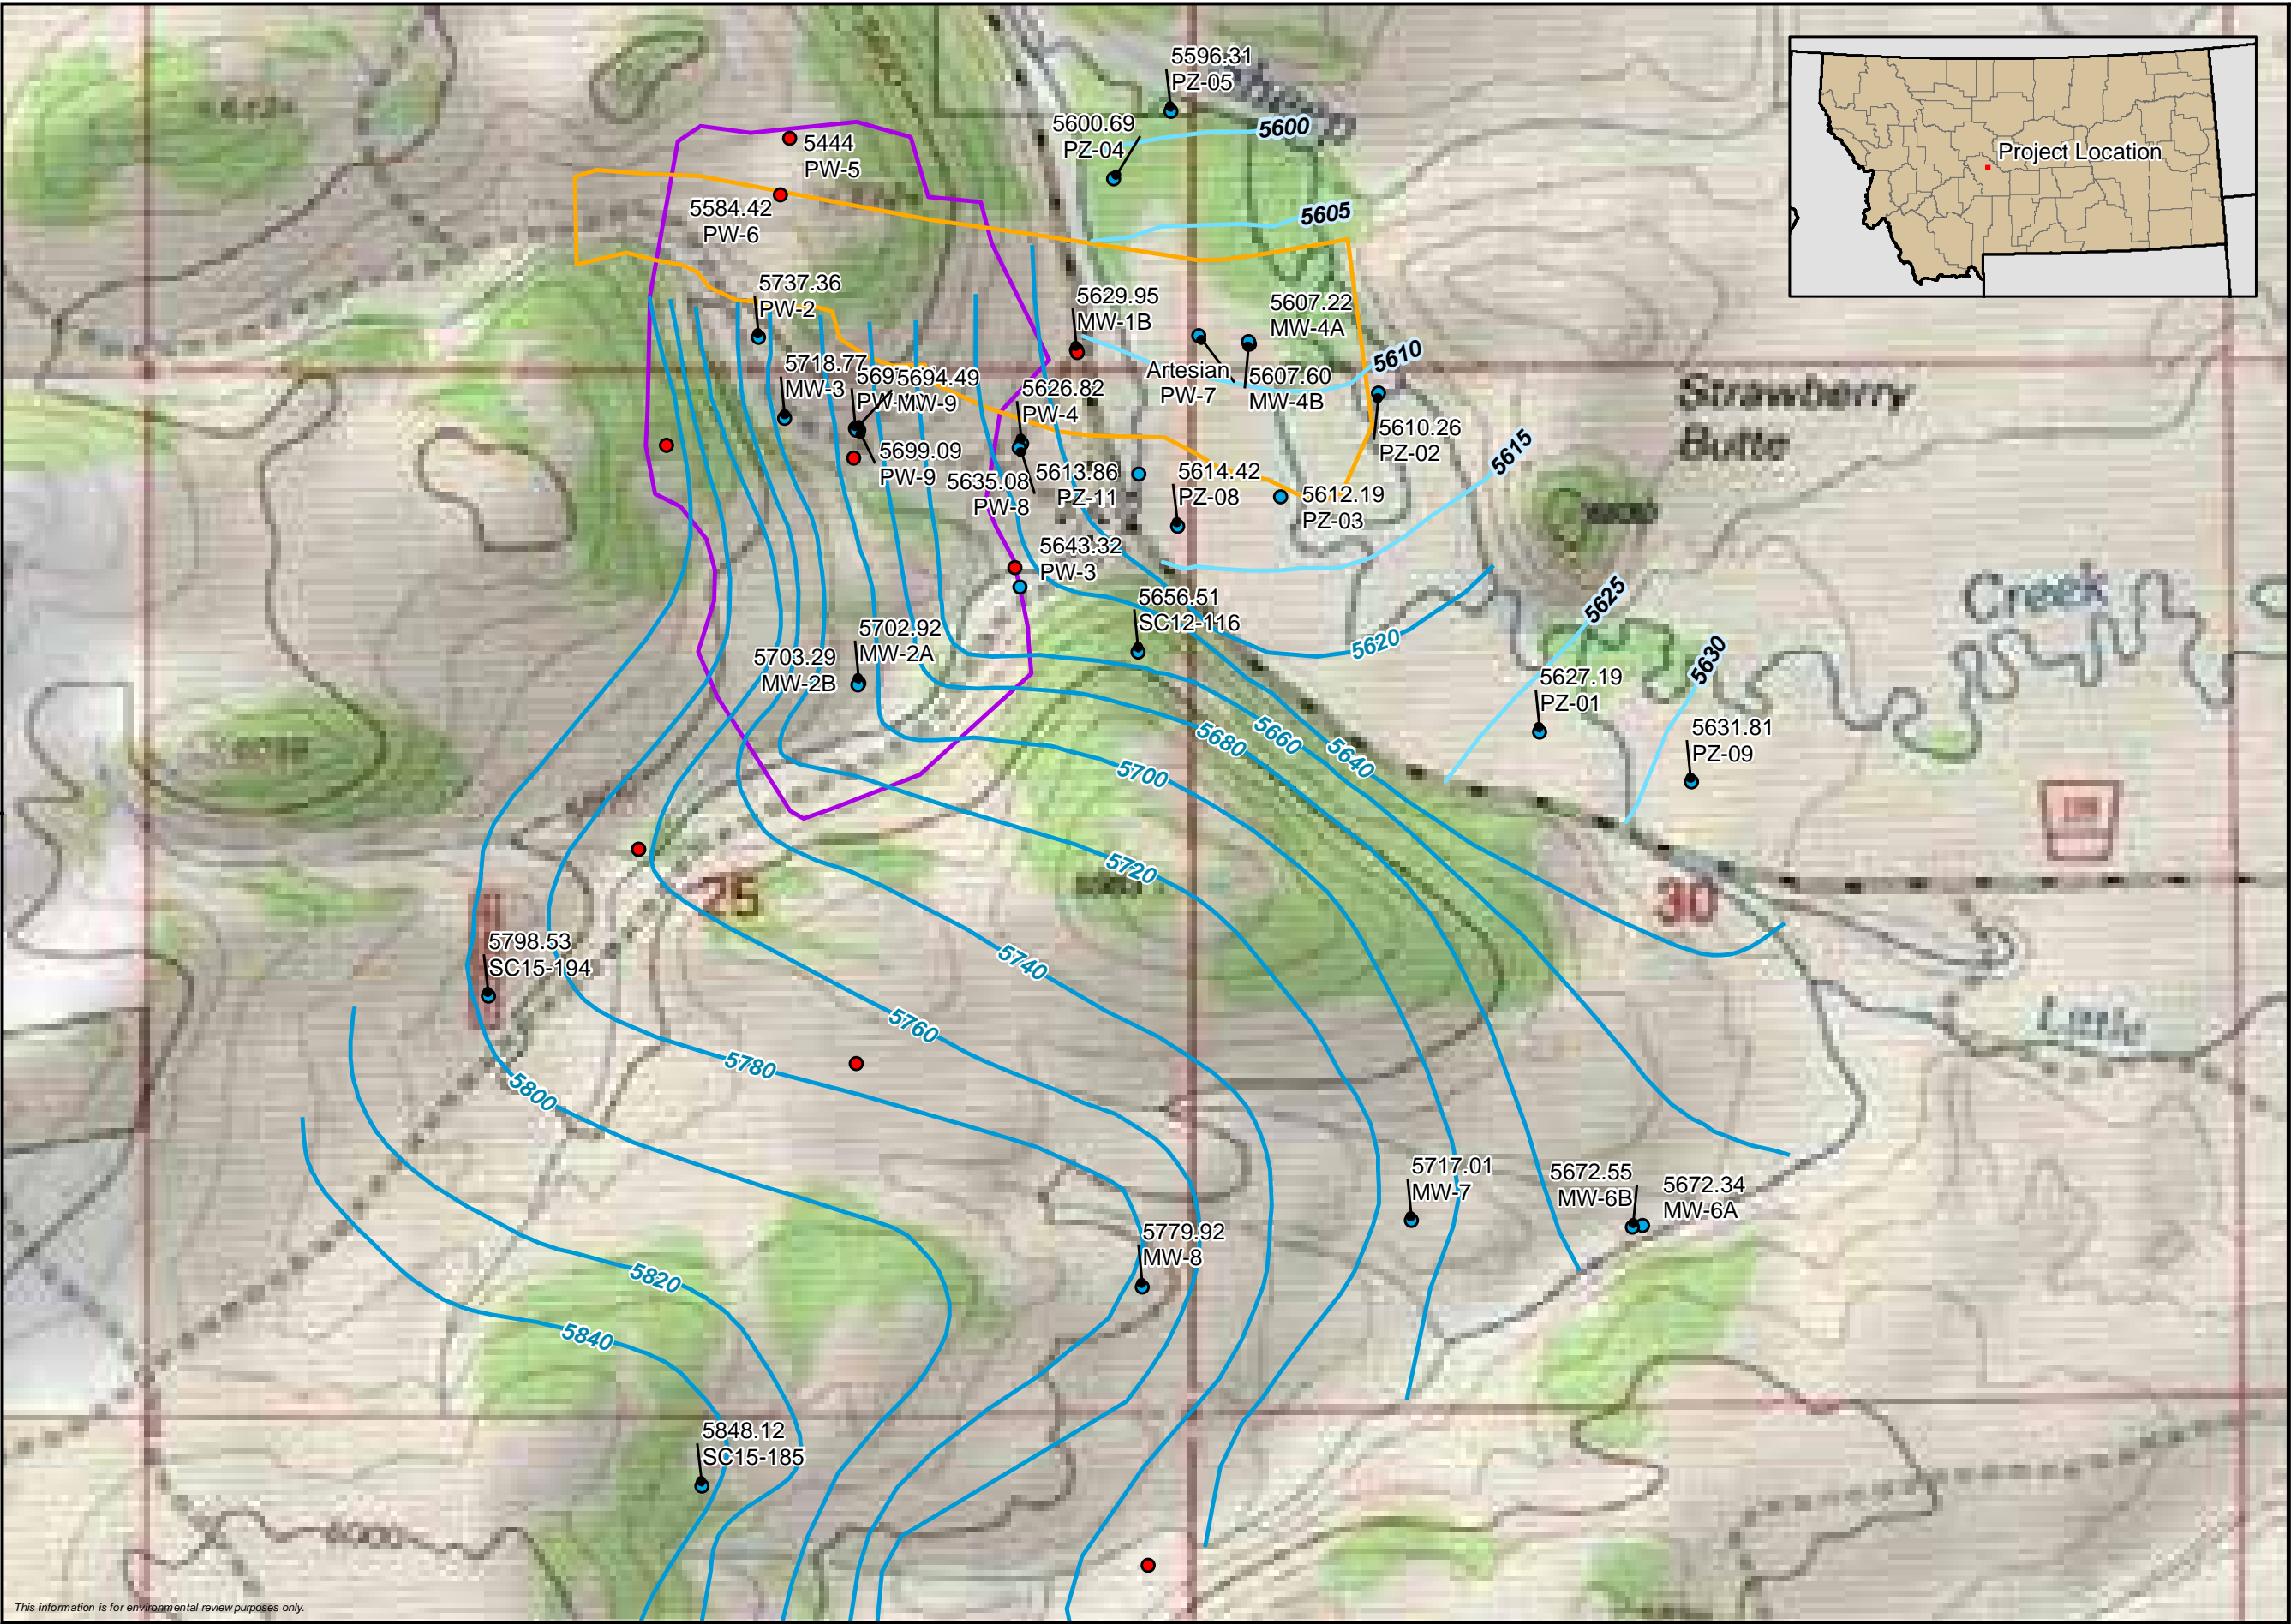 5596.31
PZ-05
5600.69
PZ-04
5600
Project Location
5444
PW-5
5584.42
PW-6
5605
5737.36
PW-2
5629.95
MW-1B
5607.22
MW-4A
5610
5718.77
MW-3
5694.49
MW-9
5626.82
PW-4
Artesian
PW-7
5607.60
MW-4B
Strawberry
Butte
5610.26
PZ-02
5615
5699.09
PW-9
5635.08
PW-8
5613.86
PZ-11
5614.42
PZ-08
5612.19
PZ-03
5643.32
PW-3
5656.51
SC12-116
5625
Creek
5620
5630
5702.92
MW-2A
5703.29
MW-2B
5627.19
PZ-01
5631.81
PZ-09
5680
5660
5640
5700
5720
25
30
5798.53
SC15-194
5740
5760
Little
5780
5800
5717.01
MW-7
5672.55
MW-6B
5672.34
MW-6A
5779.92
MW-8
5820
5840
5848.12
SC15-185
This information is for environmental review purposes only.